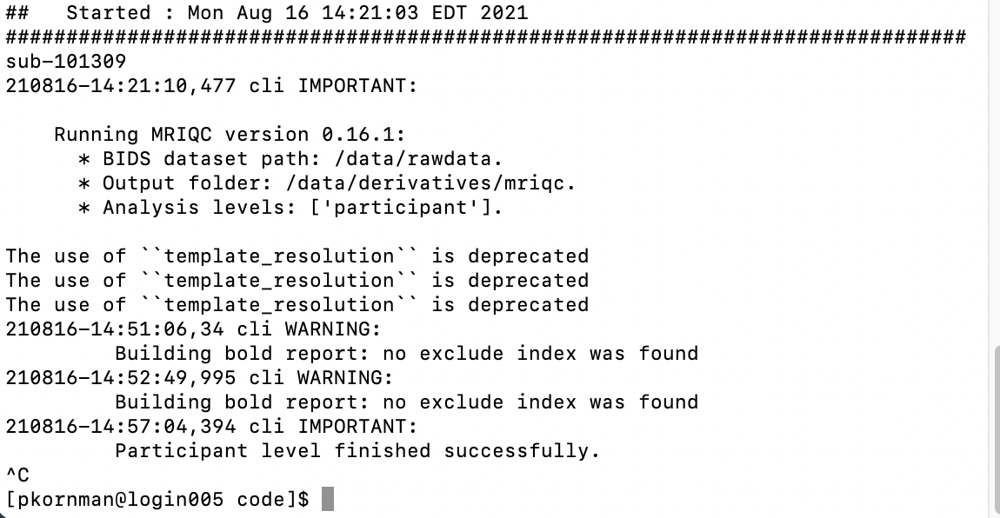 ##   Started : Mon Aug 16 14:21:03 EDT 2021
###############################################################################
sub-101309
210816-14:21:10,477 cli IMPORTANT:
    Running MRIQC version 0.16.1:
      * BIDS dataset path: /data/rawdata.
      * Output folder: /data/derivatives/mriqc.
      * Analysis levels: ['participant'].
The use of ``template_resolution`` is deprecated
The use of ``template_resolution`` is deprecated
The use of ``template_resolution`` is deprecated
210816-14:51:06,34 cli WARNING:
         Building bold report: no exclude index was found
210816-14:52:49,995 cli WARNING:
         Building bold report: no exclude index was found
210816-14:57:04,394 cli IMPORTANT:
         Participant level finished successfully.
^C
[pkornman@login005 code]$